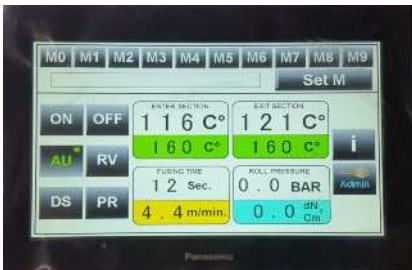 M0 M1 M2 M3 M4 M5 M6 M7 M8 M9
Set M
ON OFF
ENTER SECTION
116 C°
160 C°
EXIT SECTION
121 C°
160 C°
i
AU RV
Admin
FUSING TIME
12 Sec.
4.4 m/min.
ROLL PRESSURE
0.0 BAR
0.0 dN/Cm
DS PR
Panasonic